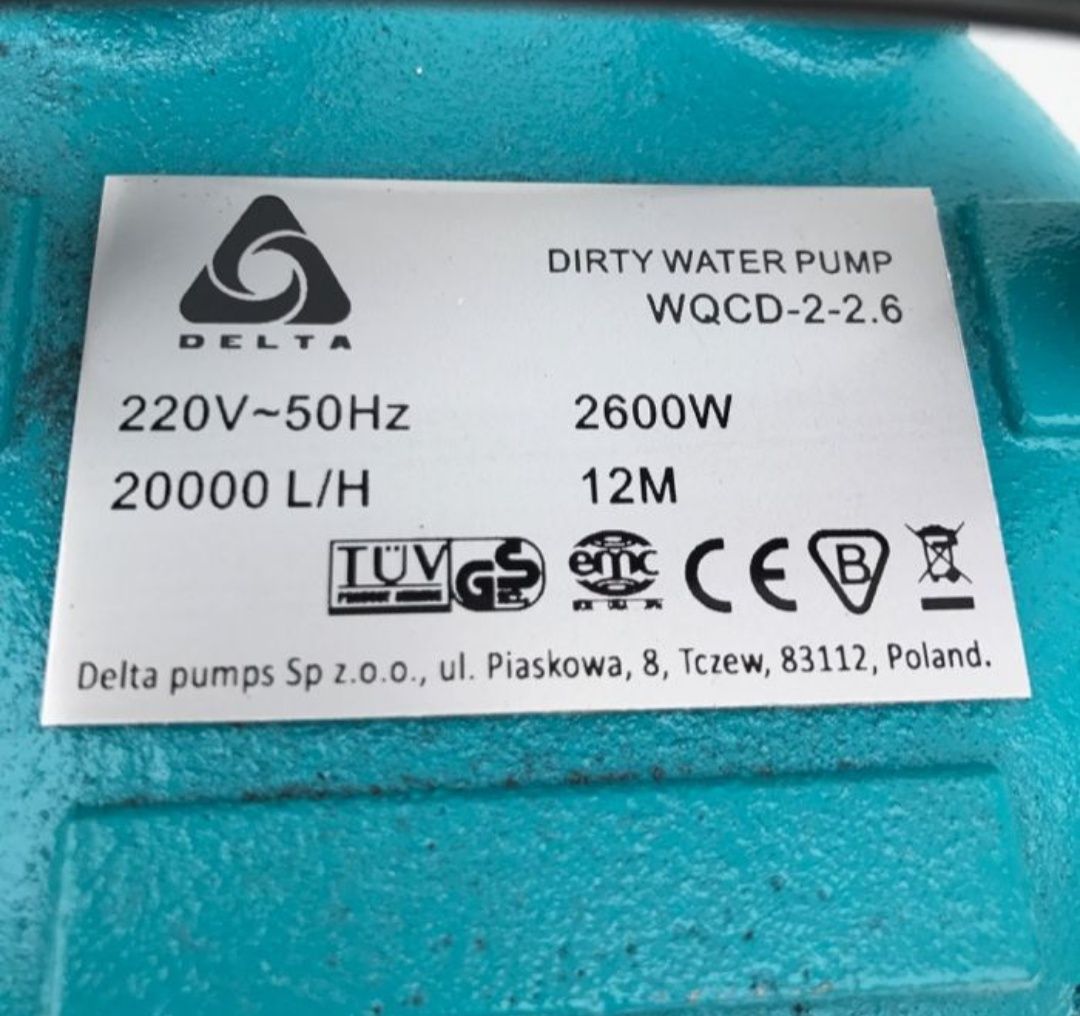 DELTA
DIRTY WATER PUMP
WQCD-2-2.6
220V~50Hz 2600W
20000 L/H 12M
TÜV GS emc CE B
Delta pumps Sp z.o.o., ul. Piaskowa, 8, Tczew, 83112, Poland.